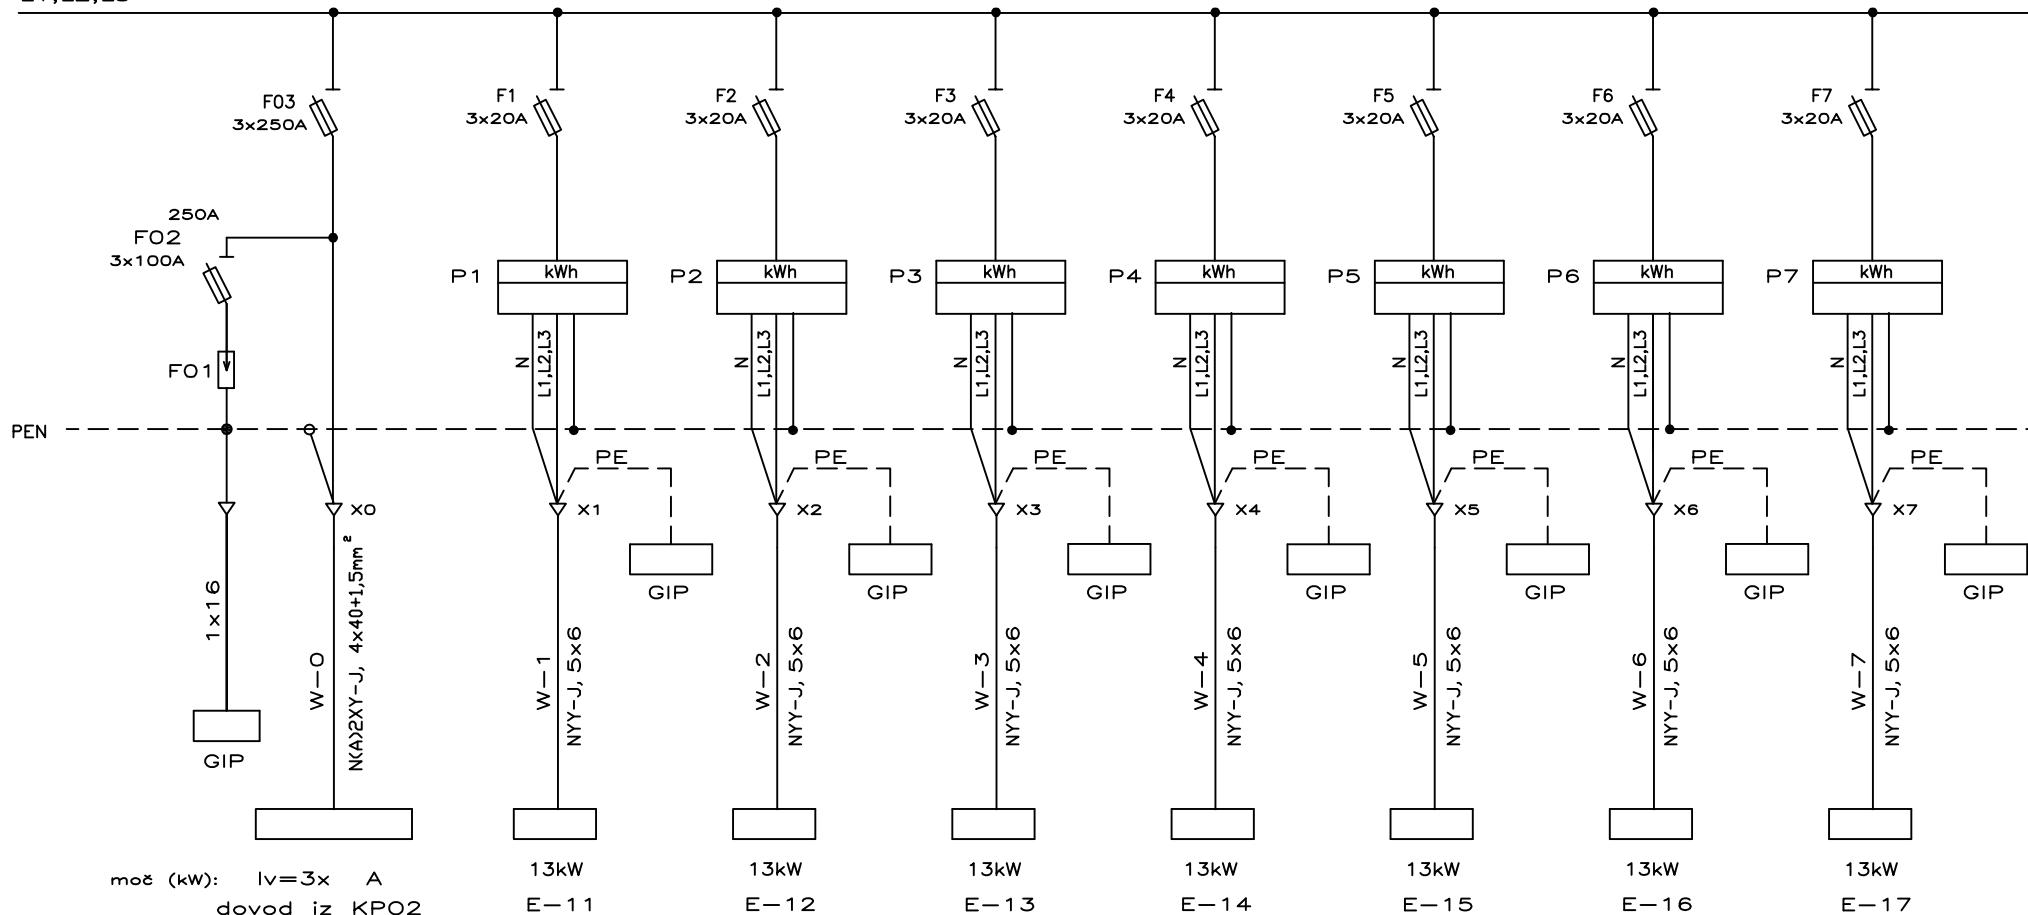 F03
3x250A
F1
3x20A
F2
3x20A
F3
3x20A
F4
3x20A
F5
3x20A
F6
3x20A
F7
3x20A
250A
F02
3x100A
F01
P1
kWh
P2
kWh
P3
kWh
P4
kWh
P5
kWh
P6
kWh
P7
kWh
N
L1,L2,L3
N
L1,L2,L3
N
L1,L2,L3
N
L1,L2,L3
N
L1,L2,L3
N
L1,L2,L3
N
L1,L2,L3
PEN
PE
PE
PE
PE
PE
PE
PE
X0
X1
X2
X3
X4
X5
X6
X7
GIP
GIP
GIP
GIP
GIP
GIP
GIP
1x16
GIP
W-0
N(A)2XY-J, 4x40+1,5mm²
W-1
NYY-J, 5x6
W-2
NYY-J, 5x6
W-3
NYY-J, 5x6
W-4
NYY-J, 5x6
W-5
NYY-J, 5x6
W-6
NYY-J, 5x6
W-7
NYY-J, 5x6
moč (kW): Iv=3x A
dovod iz KPO2
13kW
E-11
13kW
E-12
13kW
E-13
13kW
E-14
13kW
E-15
13kW
E-16
13kW
E-17